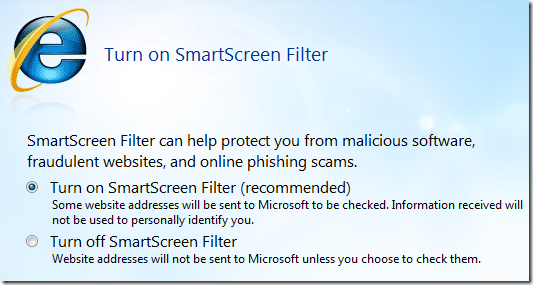 Turn on SmartScreen Filter
SmartScreen Filter can help protect you from malicious software,
fraudulent websites, and online phishing scams.
Turn on SmartScreen Filter (recommended)
Some website addresses will be sent to Microsoft to be checked. Information received will
not be used to personally identify you.
Turn off SmartScreen Filter
Website addresses will not be sent to Microsoft unless you choose to check them.